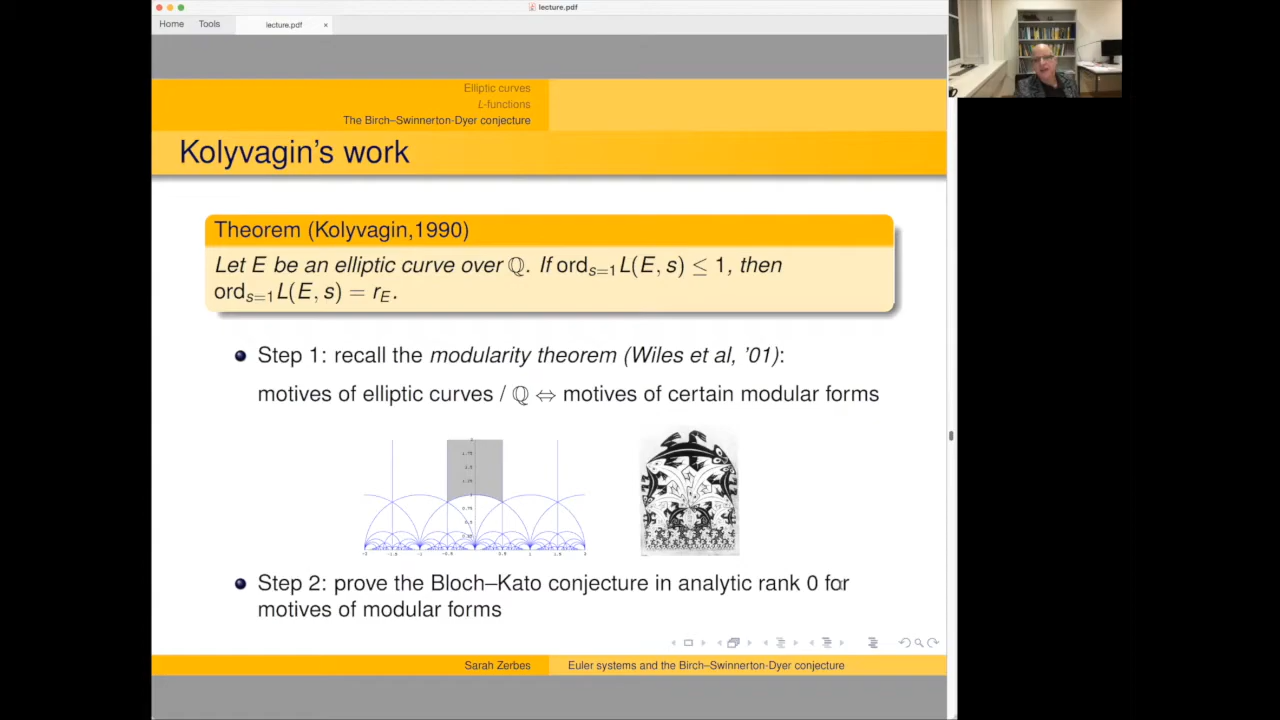 lecture.pdf
Home Tools lecture.pdf ×
Elliptic curves
L-functions
The Birch–Swinnerton-Dyer conjecture
Kolyvagin's work
Theorem (Kolyvagin,1990)
Let E be an elliptic curve over ℚ. If ord_{s=1} L(E, s) ≤ 1, then
ord_{s=1} L(E, s) = r_E.
Step 1: recall the modularity theorem (Wiles et al, '01):
motives of elliptic curves / ℚ ⇔ motives of certain modular forms
Step 2: prove the Bloch–Kato conjecture in analytic rank 0 for
motives of modular forms
Sarah Zerbes Euler systems and the Birch–Swinnerton-Dyer conjecture